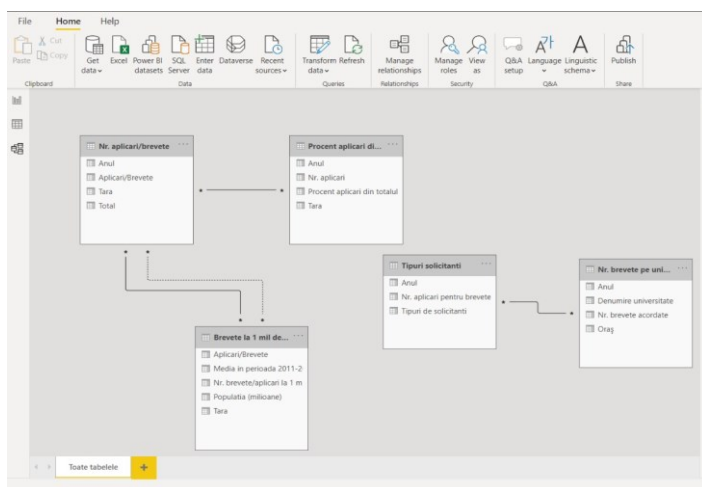 File Home Help
Cut
Copy
Paste
Get data
Excel
Power BI datasets
SQL Server
Enter data
Dataverse
Recent sources
Transform data
Refresh
Manage relationships
Manage roles
View as
Q&A setup
Language
Linguistic schema
Publish
Clipboard Data Queries Relationships Security Q&A Share
Nr. aplicari/brevete ...
Anul
Aplicari/Brevete
Tara
Total
Procent aplicari di... ...
Anul
Nr. aplicari
Procent aplicari din totalul
Tara
Tipuri solicitanti ...
Anul
Nr. aplicari pentru brevete
Tipuri de solicitanti
Nr. brevete pe uni... ...
Anul
Denumire universitate
Nr. brevete acordate
Oraș
Brevete la 1 mil de... ...
Aplicari/Brevete
Media in perioada 2011-2
Nr. brevete/aplicari la 1 m
Populatia (milioane)
Tara
Toate tabelele